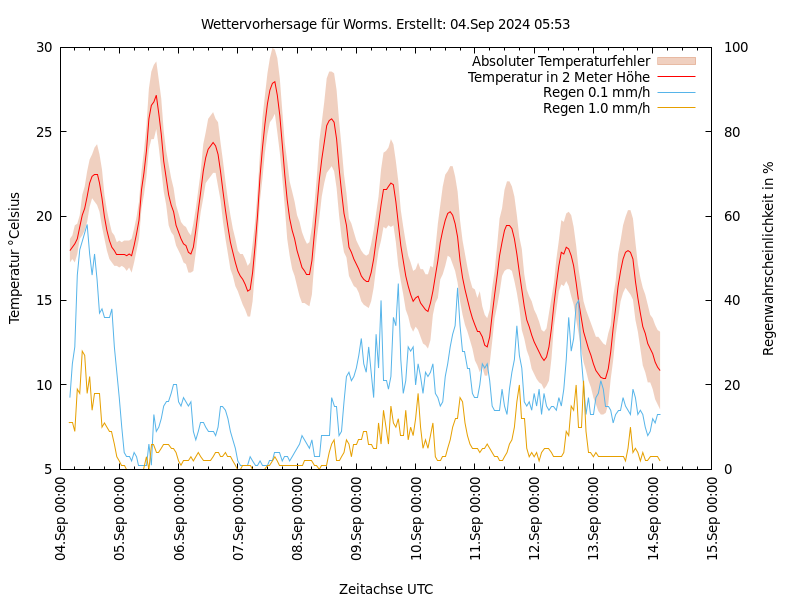 Wettervorhersage für Worms. Erstellt: 04.Sep 2024 05:53
Absoluter Temperaturfehler
Temperatur in 2 Meter Höhe
Regen 0.1 mm/h
Regen 1.0 mm/h
30
25
20
15
10
5
100
80
60
40
20
0
Temperatur °Celsius
Regenwahrscheinlichkeit in %
04.Sep 00:00
05.Sep 00:00
06.Sep 00:00
07.Sep 00:00
08.Sep 00:00
09.Sep 00:00
10.Sep 00:00
11.Sep 00:00
12.Sep 00:00
13.Sep 00:00
14.Sep 00:00
15.Sep 00:00
Zeitachse UTC